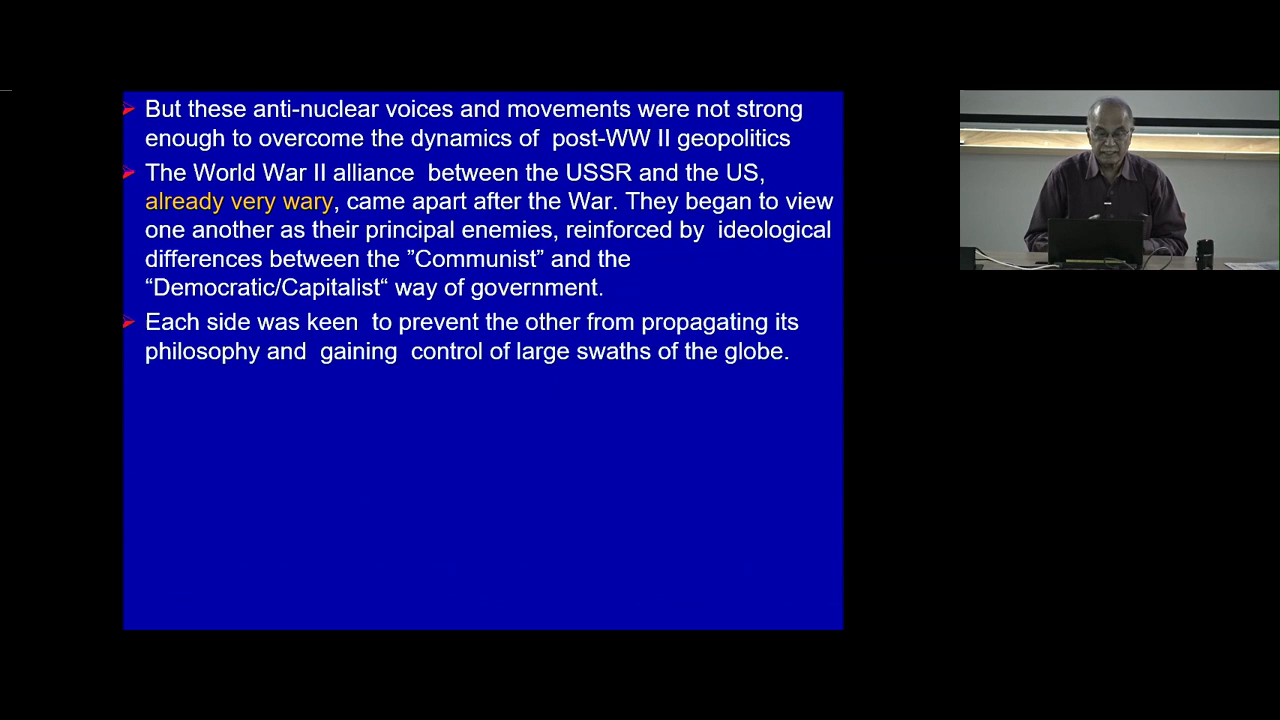 But these anti-nuclear voices and movements were not strong
enough to overcome the dynamics of  post-WW II geopolitics
The World War II alliance  between the USSR and the US,
already very wary, came apart after the War. They began to view
one another as their principal enemies, reinforced by  ideological
differences between the ”Communist” and the
“Democratic/Capitalist“ way of government.
Each side was keen  to prevent the other from propagating its
philosophy and  gaining  control of large swaths of the globe.